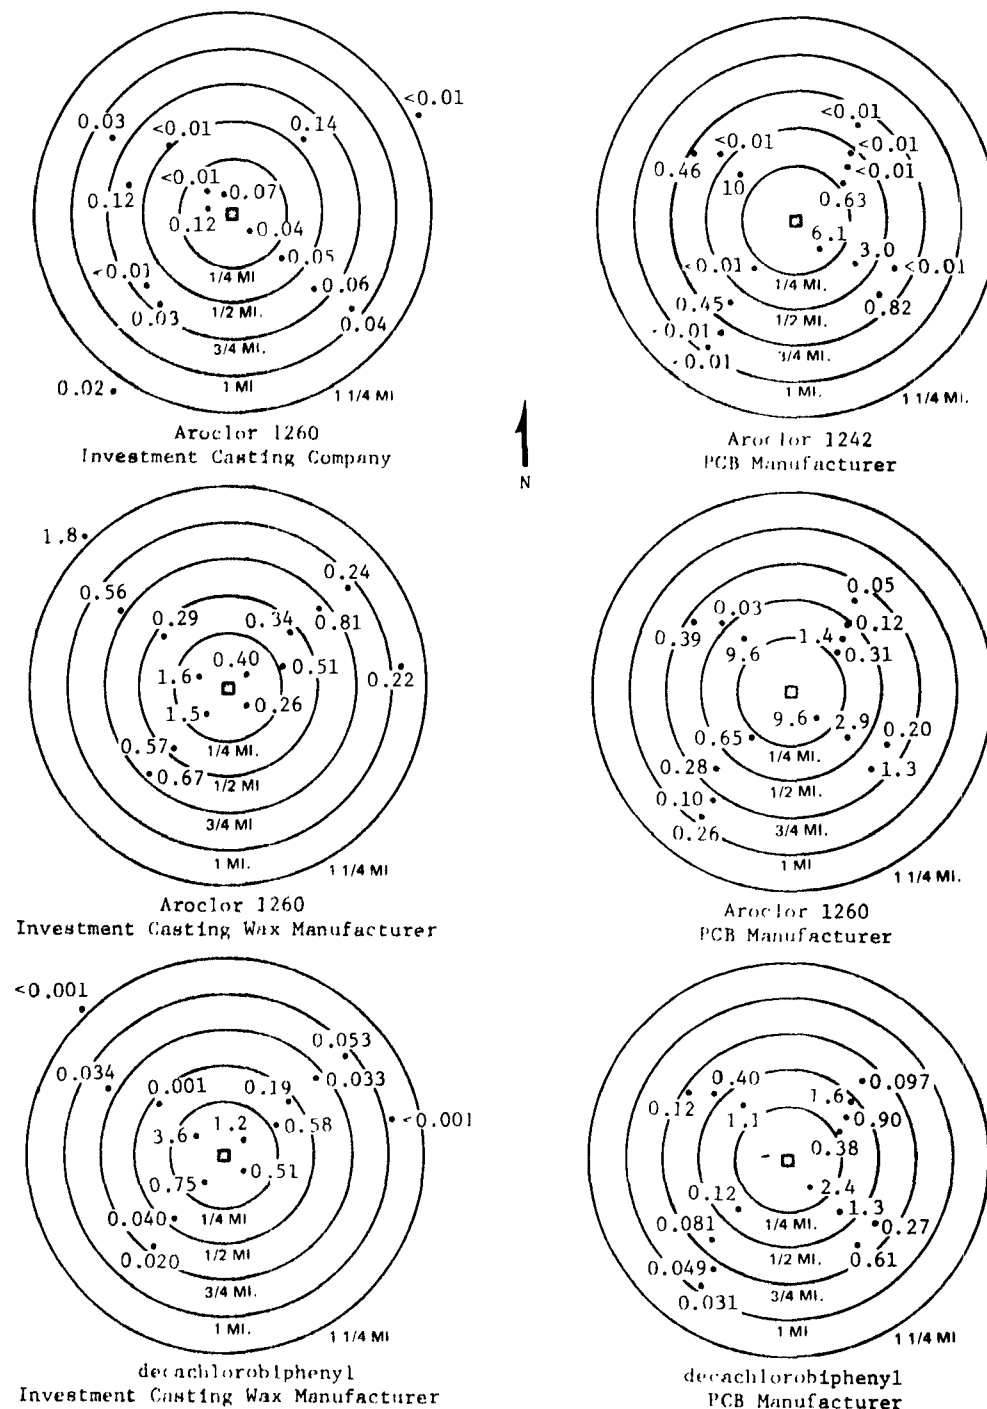 <0.01
0.03
<0.01
0.14
<0.01
0.07
0.12
0.12
0.04
0.05
<0.01
0.06
0.03
0.04
0.02
1/4 MI
1/2 MI.
3/4 MI.
1 MI
1 1/4 MI
Aroclor 1260
Investment Casting Company
<0.01
<0.01
<0.01
0.46
<0.01
10
0.63
6.1
3.0
<0.01
<0.01
0.45
0.82
-0.01
-0.01
1/4 MI.
1/2 MI.
3/4 MI.
1 MI.
1 1/4 MI.
Aroclor 1242
PCB Manufacturer
N
1.8
0.24
0.56
0.29
0.34
0.81
0.40
0.51
1.6
0.22
1.5
0.26
0.57
0.67
1/4 MI.
1/2 MI
3/4 MI
1 MI.
1 1/4 MI
Aroclor 1260
Investment Casting Wax Manufacturer
0.05
0.03
0.12
0.39
1.4
9.6
0.31
9.6
2.9
0.65
0.20
0.28
1.3
0.10
0.26
1/4 MI.
1/2 MI.
3/4 MI.
1 MI
1 1/4 MI.
Aroclor 1260
PCB Manufacturer
<0.001
0.053
0.034
0.001
0.19
0.033
1.2
0.58
<0.001
3.6
0.51
0.75
0.040
0.020
1/4 MI
1/2 MI
3/4 MI.
1 MI.
1 1/4 MI
decachlorobiphenyl
Investment Casting Wax Manufacturer
0.40
0.097
1.6
0.12
1.1
0.90
0.38
2.4
0.12
1.3
0.081
0.27
0.049
0.61
0.031
1/4 MI.
1/2 MI.
3/4 MI
1 MI
1 1/4 MI
decachlorobiphenyl
PCB Manufacturer